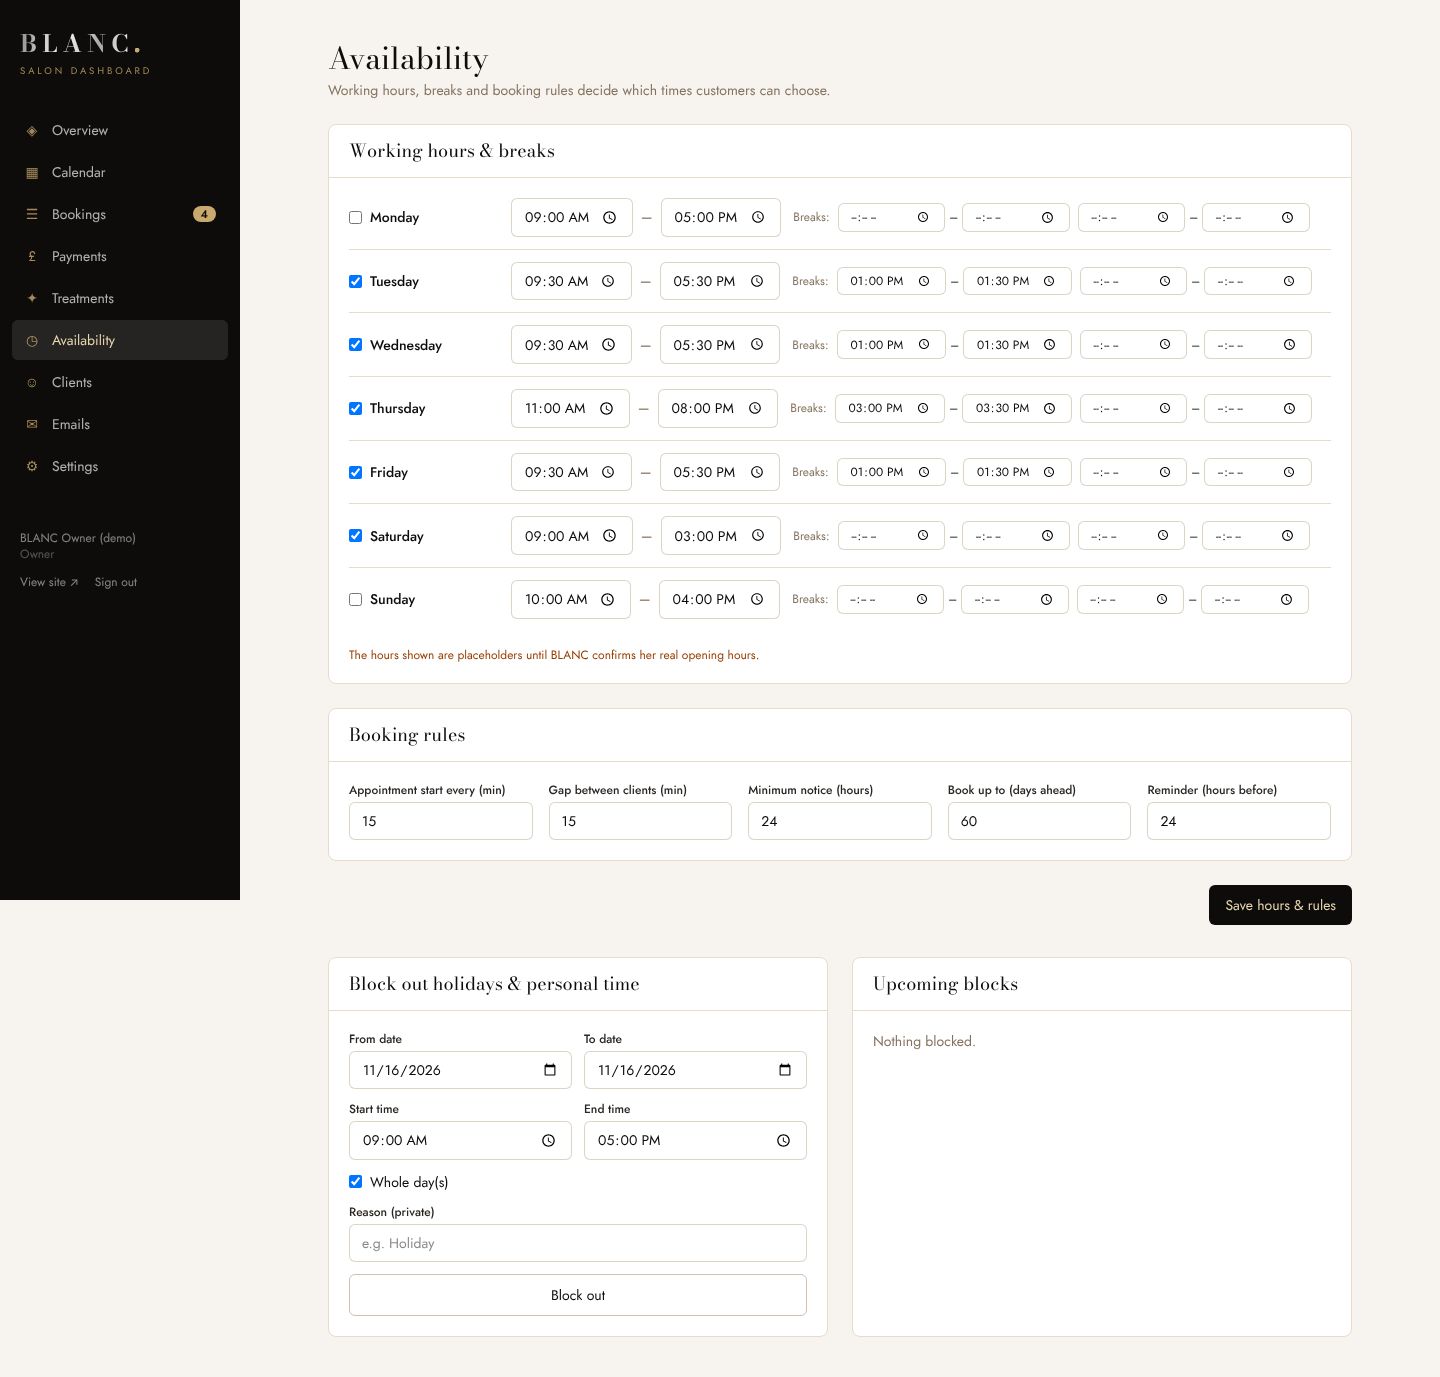 BLANC.
SALON DASHBOARD
Overview
Calendar
Bookings 4
£ Payments
Treatments
Availability
Clients
Emails
Settings
BLANC Owner (demo)
Owner
View site ↗ Sign out
Availability
Working hours, breaks and booking rules decide which times customers can choose.
Working hours & breaks
Monday 09:00 AM — 05:00 PM Breaks: --:-- – --:-- --:-- – --:--
Tuesday 09:30 AM — 05:30 PM Breaks: 01:00 PM – 01:30 PM --:-- – --:--
Wednesday 09:30 AM — 05:30 PM Breaks: 01:00 PM – 01:30 PM --:-- – --:--
Thursday 11:00 AM — 08:00 PM Breaks: 03:00 PM – 03:30 PM --:-- – --:--
Friday 09:30 AM — 05:30 PM Breaks: 01:00 PM – 01:30 PM --:-- – --:--
Saturday 09:00 AM — 03:00 PM Breaks: --:-- – --:-- --:-- – --:--
Sunday 10:00 AM — 04:00 PM Breaks: --:-- – --:-- --:-- – --:--
The hours shown are placeholders until BLANC confirms her real opening hours.
Booking rules
Appointment start every (min) Gap between clients (min) Minimum notice (hours) Book up to (days ahead) Reminder (hours before)
15 15 24 60 24
Save hours & rules
Block out holidays & personal time
From date To date
11/16/2026 11/16/2026
Start time End time
09:00 AM 05:00 PM
Whole day(s)
Reason (private)
e.g. Holiday
Block out
Upcoming blocks
Nothing blocked.